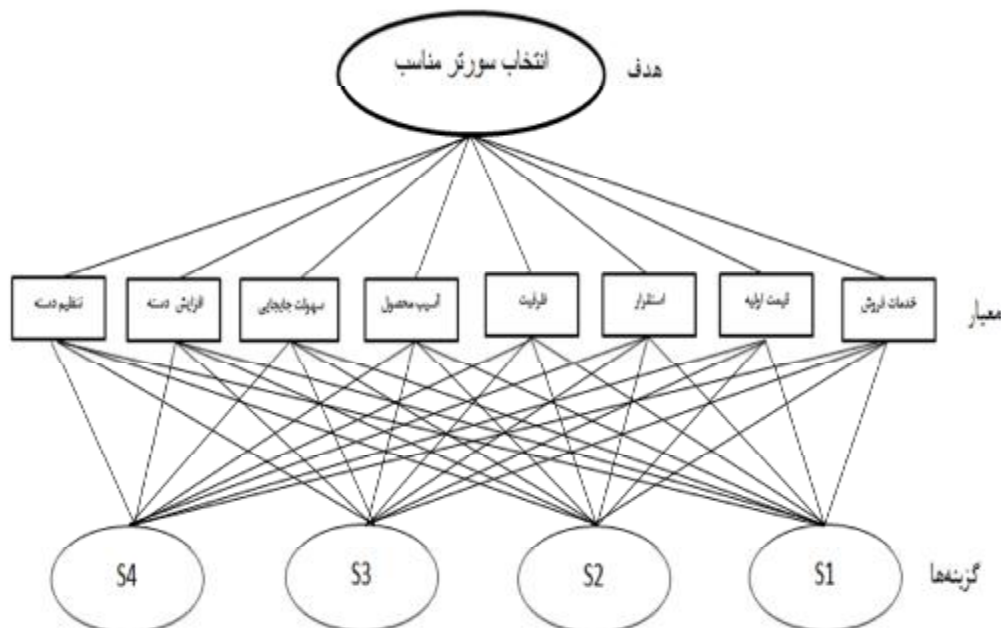 انتخاب سورتر مناسب
هدف
خدمات فروش
قیمت اولیه
استقرار
ظرفیت
آسیب محصول
سهولت جابجایی
افزایش دسته
تنظیم دسته
معیار
S1
S2
S3
S4
گزینه‌ها